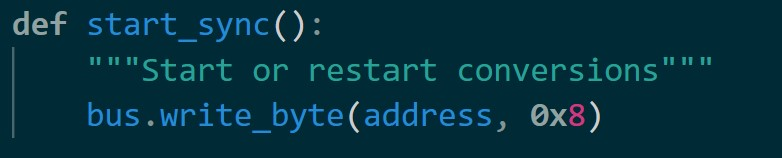 def start_sync():
    """Start or restart conversions"""
    bus.write_byte(address, 0x8)